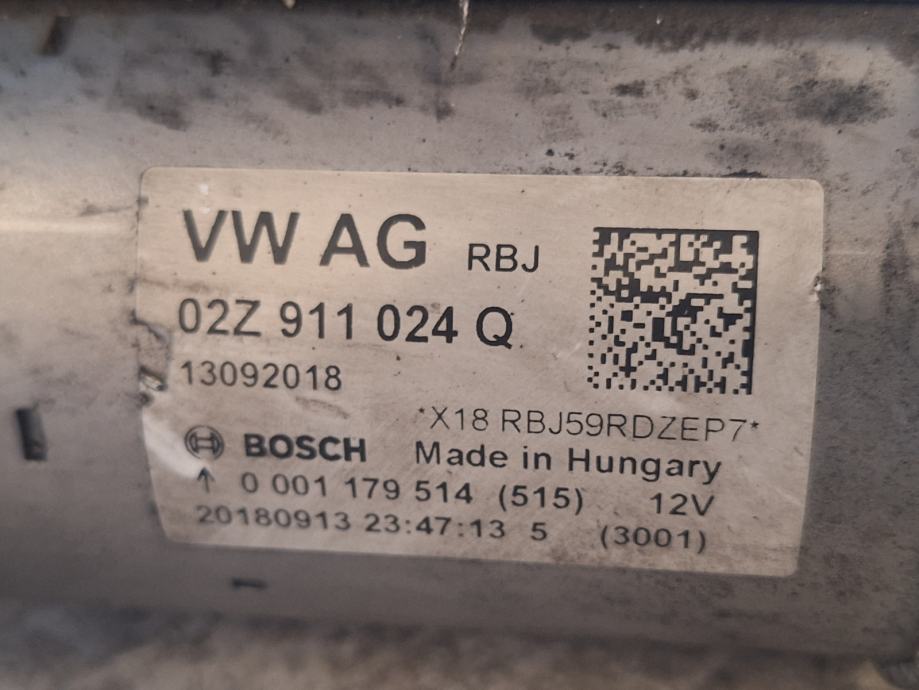 VW AG RBJ
02Z 911 024 Q
13092018
*X18 RBJ59RDZEP7*
BOSCH Made in Hungary
↑ 0 001 179 514 (515) 12V
20180913 23:47:13 5 (3001)